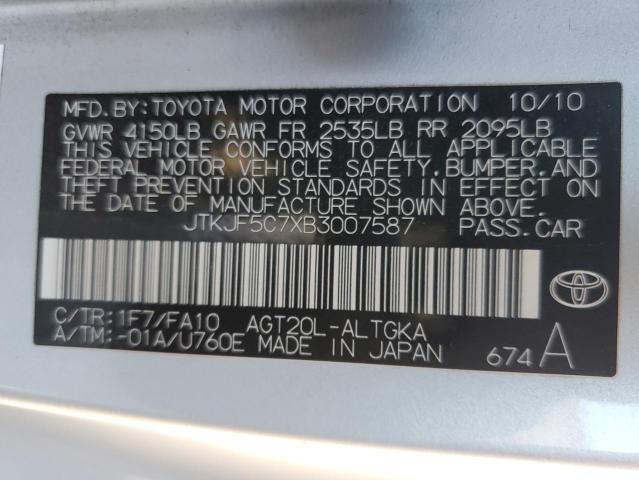 MFD.BY:TOYOTA MOTOR CORPORATION 10/10
GVWR 4150LB GAWR FR 2535LB RR 2095LB
THIS VEHICLE CONFORMS TO ALL APPLICABLE
FEDERAL MOTOR VEHICLE SAFETY,BUMPER,AND
THEFT PREVENTION STANDARDS IN EFFECT ON
THE DATE OF MANUFACTURE SHOWN ABOVE.
JTKJF5C7XB3007587 PASS.CAR
C/TR:1F7/FA10 AGT20L-ALTGKA
A/TM:-01A/U760E MADE IN JAPAN 674A